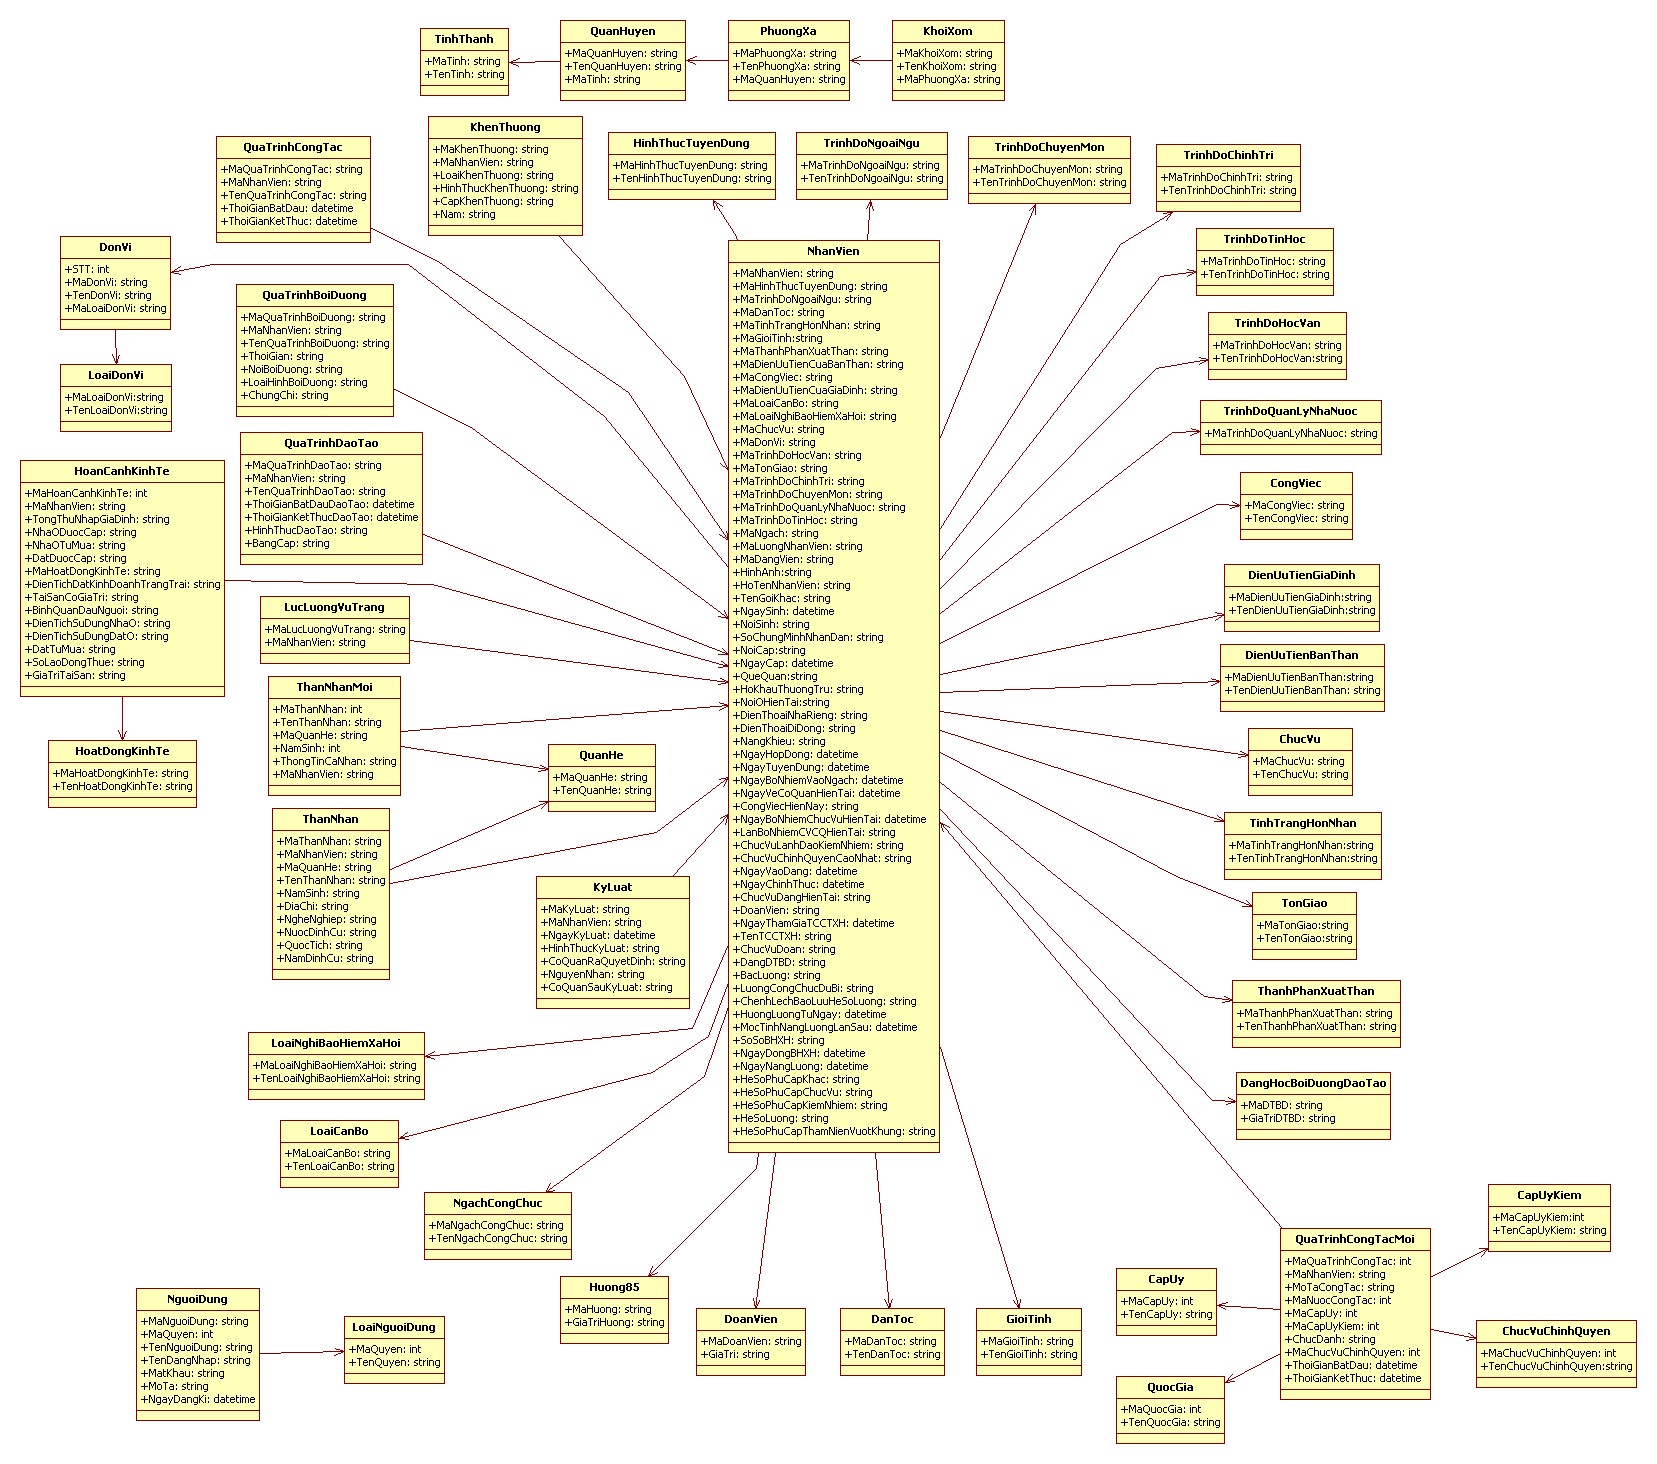 TinhThanh
+MaTinh: string
+TenTinh: string
QuanHuyen
+MaQuanHuyen: string
+TenQuanHuyen: string
+MaTinh: string
PhuongXa
+MaPhuongXa: string
+TenPhuongXa: string
+MaQuanHuyen: string
KhoiXom
+MaKhoiXom: string
+TenKhoiXom: string
+MaPhuongXa: string
QuaTrinhCongTac
+MaQuaTrinhCongTac: string
+MaNhanVien: string
+TenQuaTrinhCongTac: string
+ThoiGianBatDau: datetime
+ThoiGianKetThuc: datetime
KhenThuong
+MaKhenThuong: string
+MaNhanVien: string
+LoaiKhenThuong: string
+HinhThucKhenThuong: string
+CapKhenThuong: string
+Nam: string
HinhThucTuyenDung
+MaHinhThucTuyenDung: string
+TenHinhThucTuyenDung: string
TrinhDoNgoaiNgu
+MaTrinhDoNgoaiNgu: string
+TenTrinhDoNgoaiNgu: string
TrinhDoChuyenMon
+MaTrinhDoChuyenMon: string
+TenTrinhDoChuyenMon: string
TrinhDoChinhTri
+MaTrinhDoChinhTri: string
+TenTrinhDoChinhTri: string
DonVi
+STT: int
+MaDonVi: string
+TenDonVi: string
+MaLoaiDonVi: string
LoaiDonVi
+MaLoaiDonVi:string
+TenLoaiDonVi:string
QuaTrinhBoiDuong
+MaQuaTrinhBoiDuong: string
+MaNhanVien: string
+TenQuaTrinhBoiDuong: string
+ThoiGian: string
+NoiBoiDuong: string
+LoaiHinhBoiDuong: string
+ChungChi: string
QuaTrinhDaoTao
+MaQuaTrinhDaoTao: string
+MaNhanVien: string
+TenQuaTrinhDaoTao: string
+ThoiGianBatDauDaoTao: datetime
+ThoiGianKetThucDaoTao: datetime
+HinhThucDaoTao: string
+BangCap: string
HoanCanhKinhTe
+MaHoanCanhKinhTe: int
+MaNhanVien: string
+TongThuNhapGiaDinh: string
+NhaODuocCap: string
+NhaOTuMua: string
+DatDuocCap: string
+MaHoatDongKinhTe: string
+DienTichDatKinhDoanhTrangTrai: string
+TaiSanCoGiaTri: string
+BinhQuanDauNguoi: string
+DienTichSuDungNhaO: string
+DienTichSuDungDatO: string
+DatTuMua: string
+SoLaoDongThue: string
+GiaTriTaiSan: string
HoatDongKinhTe
+MaHoatDongKinhTe: string
+TenHoatDongKinhTe: string
LucLuongVuTrang
+MaLucLuongVuTrang: string
+MaNhanVien: string
ThanNhanMoi
+MaThanNhan: int
+TenThanNhan: string
+MaQuanHe: string
+NamSinh: int
+ThongTinCaNhan: string
+MaNhanVien: string
QuanHe
+MaQuanHe: string
+TenQuanHe: string
ThanNhan
+MaThanNhan: string
+MaNhanVien: string
+MaQuanHe: string
+TenThanNhan: string
+NamSinh: string
+DiaChi: string
+NgheNghiep: string
+NuocDinhCu: string
+QuocTich: string
+NamDinhCu: string
KyLuat
+MaKyLuat: string
+MaNhanVien: string
+NgayKyLuat: datetime
+HinhThucKyLuat: string
+CoQuanRaQuyetDinh: string
+NguyenNhan: string
+CoQuanSauKyLuat: string
NhanVien
+MaNhanVien: string
+MaHinhThucTuyenDung: string
+MaTrinhDoNgoaiNgu: string
+MaDanToc: string
+MaTinhTrangHonNhan: string
+MaGioiTinh:string
+MaThanhPhanXuatThan: string
+MaDienUuTienCuaBanThan: string
+MaCongViec: string
+MaDienUuTienCuaGiaDinh: string
+MaLoaiCanBo: string
+MaLoaiNghiBaoHiemXaHoi: string
+MaChucVu: string
+MaDonVi: string
+MaTrinhDoHocVan: string
+MaTonGiao: string
+MaTrinhDoChinhTri: string
+MaTrinhDoChuyenMon: string
+MaTrinhDoQuanLyNhaNuoc: string
+MaTrinhDoTinHoc: string
+MaNgach: string
+MaLuongNhanVien: string
+MaDangVien: string
+HinhAnh:string
+HoTenNhanVien: string
+TenGoiKhac: string
+NgaySinh: datetime
+NoiSinh: string
+SoChungMinhNhanDan: string
+NoiCap:string
+NgayCap: datetime
+QueQuan:string
+HoKhauThuongTru: string
+NoiOHienTai:string
+DienThoaiNhaRieng: string
+DienThoaiDiDong: string
+NangKhieu: string
+NgayHopDong: datetime
+NgayTuyenDung: datetime
+NgayBoNhiemVaoNgach: datetime
+NgayVeCoQuanHienTai: datetime
+CongViecHienNay: string
+NgayBoNhiemChucVuHienTai: datetime
+LanBoNhiemCVCQHienTai: string
+ChucVuLanhDaoKiemNhiem: string
+ChucVuChinhQuyenCaoNhat: string
+NgayVaoDang: datetime
+NgayChinhThuc: datetime
+ChucVuDangHienTai: string
+DoanVien: string
+NgayThamGiaTCCTXH: datetime
+TenTCCTXH: string
+ChucVuDoan: string
+DangDTBD: string
+BacLuong: string
+LuongCongChucDuBi: string
+ChenhLechBaoLuuHeSoLuong: string
+HuongLuongTuNgay: datetime
+MocTinhNangLuongLanSau: datetime
+SoSoBHXH: string
+NgayDongBHXH: datetime
+NgayNangLuong: datetime
+HeSoPhuCapKhac: string
+HeSoPhuCapChucVu: string
+HeSoPhuCapKiemNhiem: string
+HeSoLuong: string
+HeSoPhuCapThamNienVuotKhung: string
TrinhDoTinHoc
+MaTrinhDoTinHoc: string
+TenTrinhDoTinHoc: string
TrinhDoHocVan
+MaTrinhDoHocVan: string
+TenTrinhDoHocVan:string
TrinhDoQuanLyNhaNuoc
+MaTrinhDoQuanLyNhaNuoc: string
CongViec
+MaCongViec: string
+TenCongViec: string
DienUuTienGiaDinh
+MaDienUuTienGiaDinh:string
+TenDienUuTienGiaDinh:string
DienUuTienBanThan
+MaDienUuTienBanThan:string
+TenDienUuTienBanThan: string
ChucVu
+MaChucVu: string
+TenChucVu: string
TinhTrangHonNhan
+MaTinhTrangHonNhan:string
+TenTinhTrangHonNhan:string
TonGiao
+MaTonGiao:string
+TenTonGiao:string
ThanhPhanXuatThan
+MaThanhPhanXuatThan: string
+TenThanhPhanXuatThan: string
DangHocBoiDuongDaoTao
+MaDTBD: string
+GiaTriDTBD: string
LoaiNghiBaoHiemXaHoi
+MaLoaiNghiBaoHiemXaHoi: string
+TenLoaiNghiBaoHiemXaHoi: string
LoaiCanBo
+MaLoaiCanBo: string
+TenLoaiCanBo: string
NgachCongChuc
+MaNgachCongChuc: string
+TenNgachCongChuc: string
Huong85
+MaHuong: string
+GiaTriHuong: string
DoanVien
+MaDoanVien: string
+GiaTri: string
DanToc
+MaDanToc: string
+TenDanToc: string
GioiTinh
+MaGioiTinh: string
+TenGioiTinh: string
NguoiDung
+MaNguoiDung: string
+MaQuyen: int
+TenNguoiDung: string
+TenDangNhap: string
+MatKhau: string
+MoTa: string
+NgayDangKi: datetime
LoaiNguoiDung
+MaQuyen: int
+TenQuyen: string
CapUy
+MaCapUy: int
+TenCapUy: string
QuocGia
+MaQuocGia: int
+TenQuocGia: string
QuaTrinhCongTacMoi
+MaQuaTrinhCongTac: int
+MaNhanVien: string
+MoTaCongTac: string
+MaNuocCongTac: int
+MaCapUy: int
+MaCapUyKiem: int
+ChucDanh: string
+MaChucVuChinhQuyen: int
+ThoiGianBatDau: datetime
+ThoiGianKetThuc: datetime
CapUyKiem
+MaCapUyKiem:int
+TenCapUyKiem: string
ChucVuChinhQuyen
+MaChucVuChinhQuyen: int
+TenChucVuChinhQuyen:string